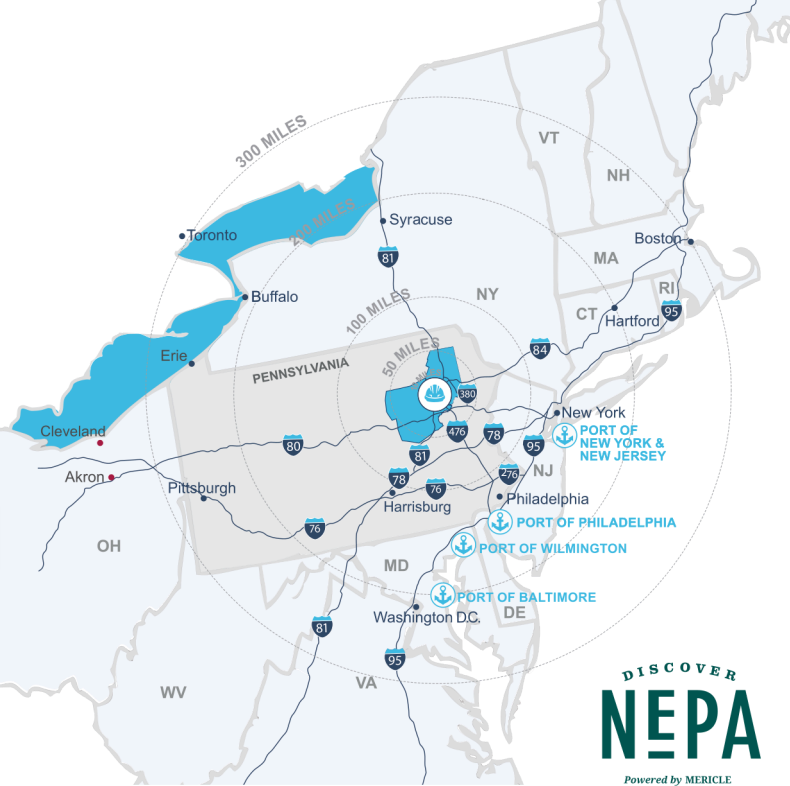 300 MILES
VT
NH
200 MILES
Toronto
Syracuse
Boston
81
MA
Buffalo
NY
RI
100 MILES
CT
95
Hartford
50 MILES
84
Erie
PENNSYLVANIA
380
New York
Cleveland
476
78
PORT OF
NEW YORK &
NEW JERSEY
80
95
81
NJ
Akron
78
276
Pittsburgh
76
Harrisburg
Philadelphia
76
PORT OF PHILADELPHIA
OH
PORT OF WILMINGTON
MD
PORT OF BALTIMORE
Washington D.C.
DE
81
95
WV
VA
DISCOVER
NEPA
Powered by MERICLE